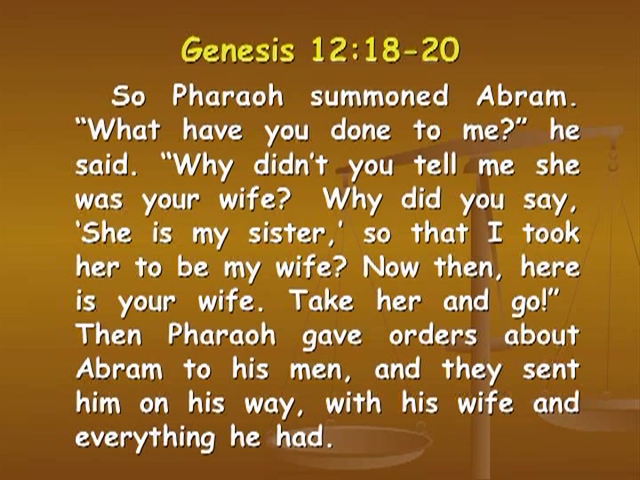 Genesis 12:18-20
So Pharaoh summoned Abram.
“What have you done to me?” he
said. “Why didn’t you tell me she
was your wife? Why did you say,
‘She is my sister,’ so that I took
her to be my wife? Now then, here
is your wife. Take her and go!”
Then Pharaoh gave orders about
Abram to his men, and they sent
him on his way, with his wife and
everything he had.